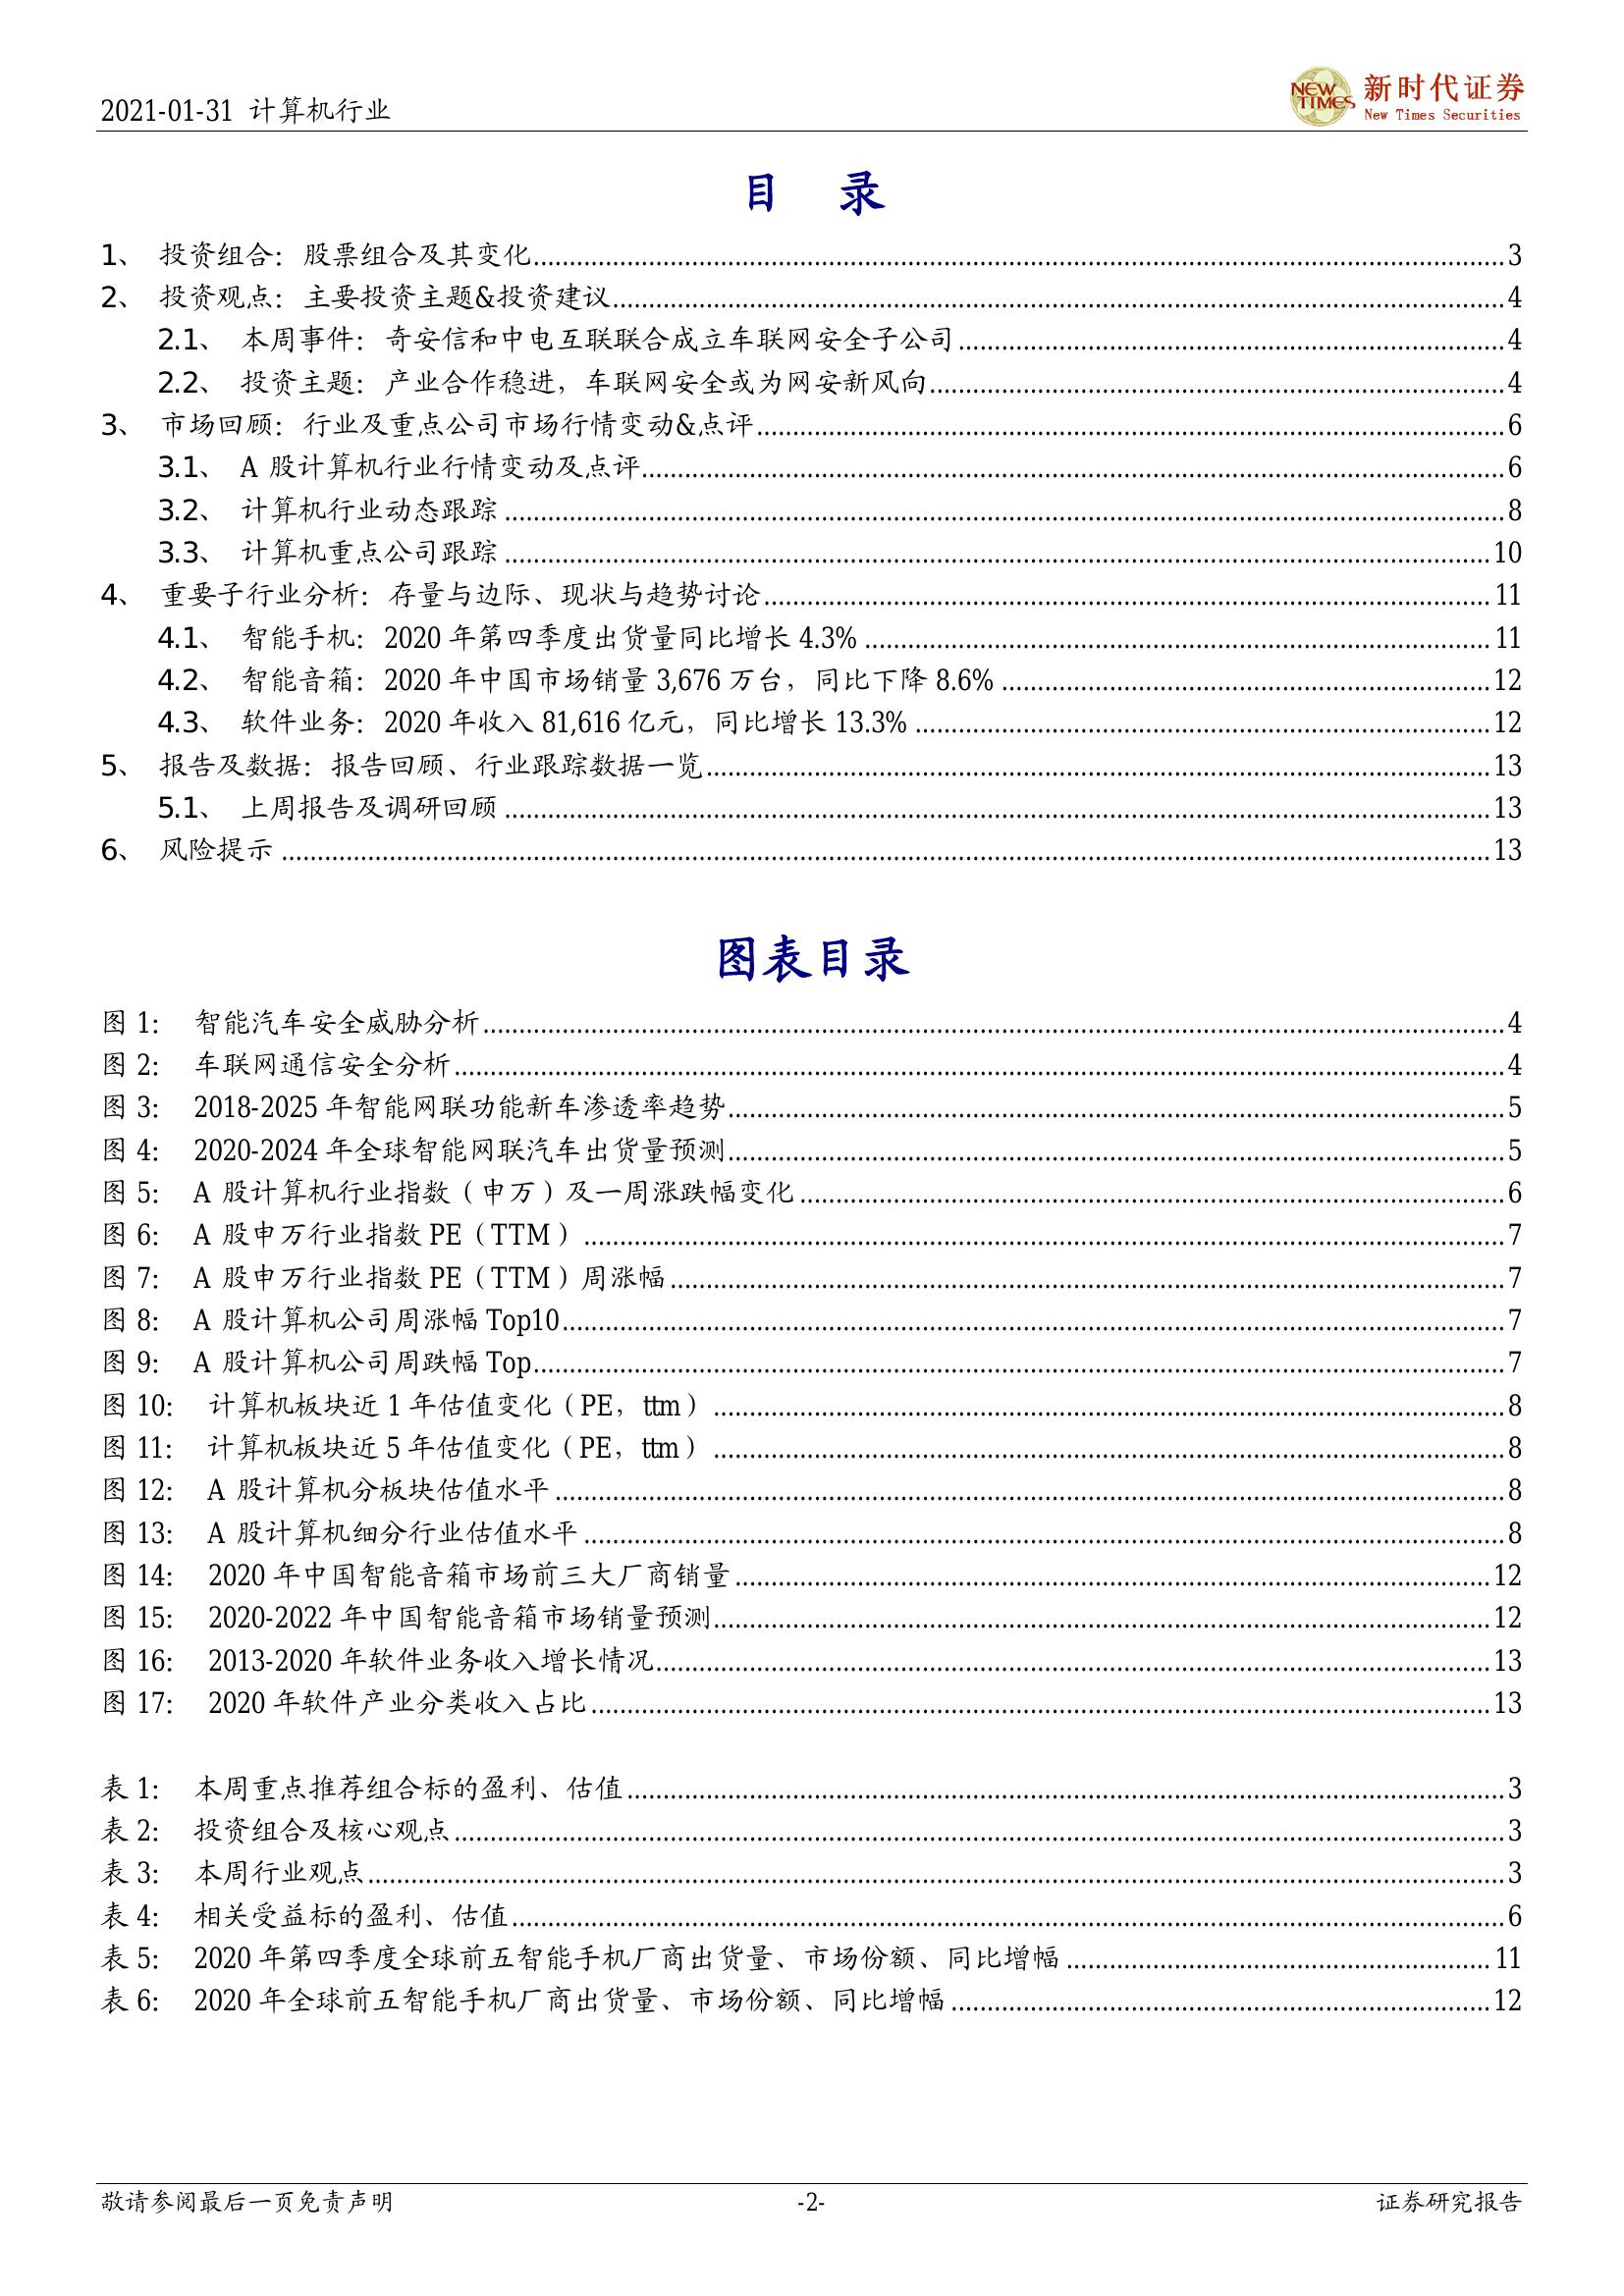 2021-01-31 计算机行业
NEW TIMES 新时代证券
New Times Securities
目 录
1、 投资组合：股票组合及其变化 3
2、 投资观点：主要投资主题&投资建议 4
2.1、 本周事件：奇安信和中电互联联合成立车联网安全子公司 4
2.2、 投资主题：产业合作稳进，车联网安全或为网安新风向 4
3、 市场回顾：行业及重点公司市场行情变动&点评 6
3.1、 A 股计算机行业行情变动及点评 6
3.2、 计算机行业动态跟踪 8
3.3、 计算机重点公司跟踪 10
4、 重要子行业分析：存量与边际、现状与趋势讨论 11
4.1、 智能手机：2020 年第四季度出货量同比增长 4.3% 11
4.2、 智能音箱：2020 年中国市场销量 3,676 万台，同比下降 8.6% 12
4.3、 软件业务：2020 年收入 81,616 亿元，同比增长 13.3% 12
5、 报告及数据：报告回顾、行业跟踪数据一览 13
5.1、 上周报告及调研回顾 13
6、 风险提示 13
图表目录
图 1： 智能汽车安全威胁分析 4
图 2： 车联网通信安全分析 4
图 3： 2018-2025 年智能网联功能新车渗透率趋势 5
图 4： 2020-2024 年全球智能网联汽车出货量预测 5
图 5： A 股计算机行业指数（申万）及一周涨跌幅变化 6
图 6： A 股申万行业指数 PE（TTM） 7
图 7： A 股申万行业指数 PE（TTM）周涨幅 7
图 8： A 股计算机公司周涨幅 Top10 7
图 9： A 股计算机公司周跌幅 Top 7
图 10： 计算机板块近 1 年估值变化（PE，ttm） 8
图 11： 计算机板块近 5 年估值变化（PE，ttm） 8
图 12： A 股计算机分板块估值水平 8
图 13： A 股计算机细分行业估值水平 8
图 14： 2020 年中国智能音箱市场前三大厂商销量 12
图 15： 2020-2022 年中国智能音箱市场销量预测 12
图 16： 2013-2020 年软件业务收入增长情况 13
图 17： 2020 年软件产业分类收入占比 13
表 1： 本周重点推荐组合标的盈利、估值 3
表 2： 投资组合及核心观点 3
表 3： 本周行业观点 3
表 4： 相关受益标的盈利、估值 6
表 5： 2020 年第四季度全球前五智能手机厂商出货量、市场份额、同比增幅 11
表 6： 2020 年全球前五智能手机厂商出货量、市场份额、同比增幅 12
敬请参阅最后一页免责声明 -2- 证券研究报告